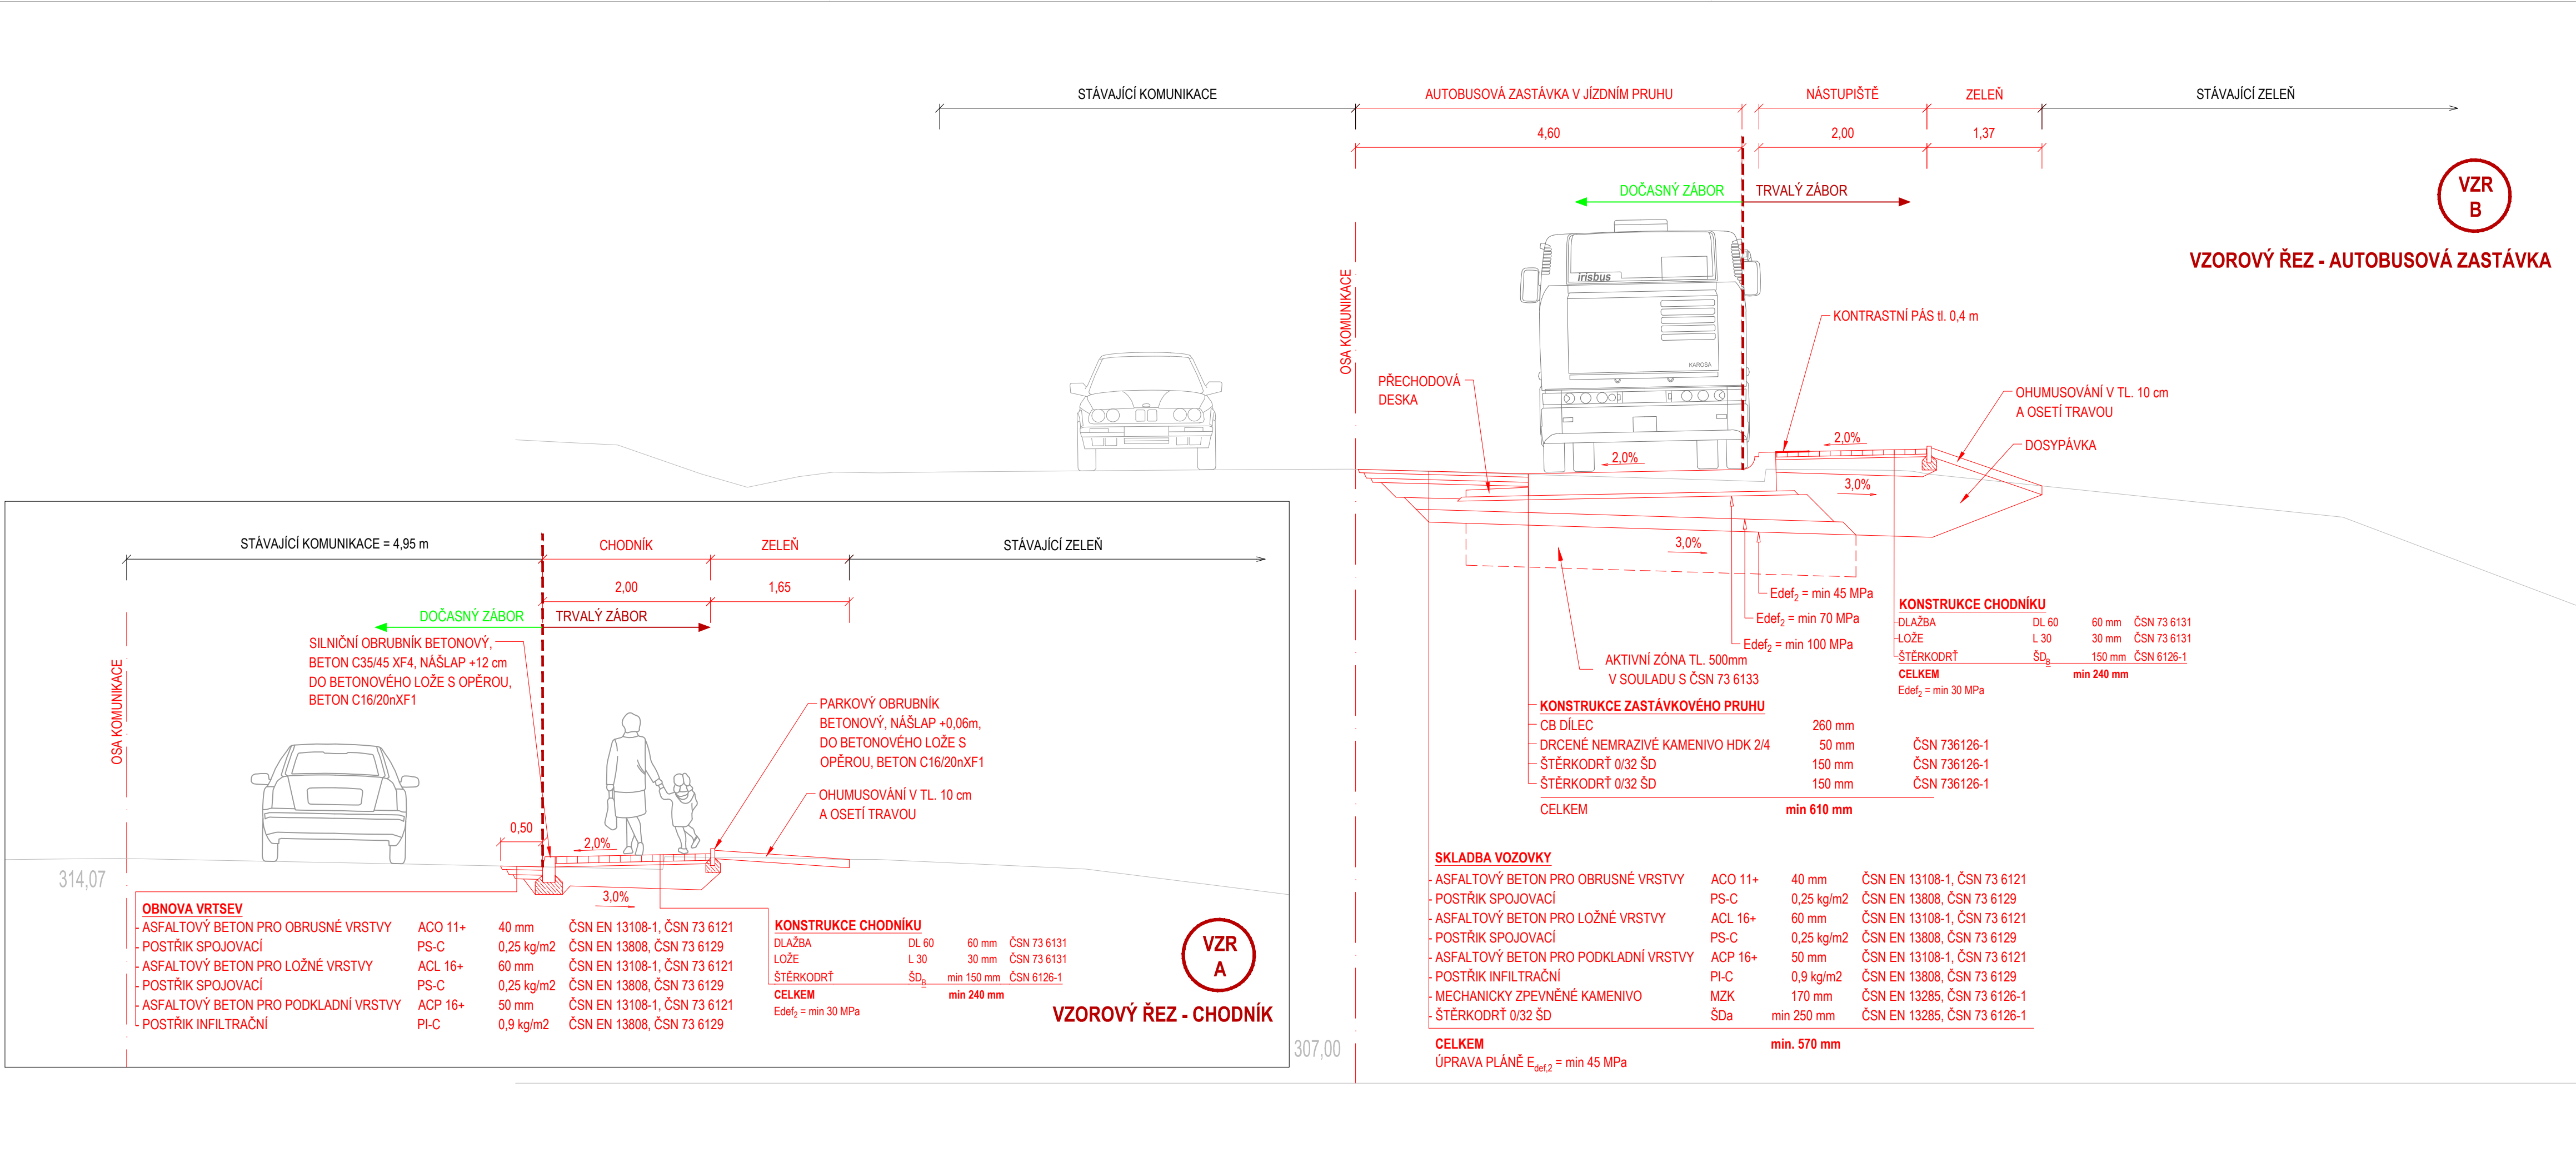 STÁVAJÍCÍ KOMUNIKACE
AUTOBUSOVÁ ZASTÁVKA V JÍZDNÍM PRUHU
NÁSTUPIŠTĚ
ZELEŇ
STÁVAJÍCÍ ZELEŇ
4,60
2,00
1,37
DOČASNÝ ZÁBOR
TRVALÝ ZÁBOR
VZR
B
VZOROVÝ ŘEZ - AUTOBUSOVÁ ZASTÁVKA
OSA KOMUNIKACE
irisbus
KAROSA
KONTRASTNÍ PÁS tl. 0,4 m
PŘECHODOVÁ
DESKA
OHUMUSOVÁNÍ V TL. 10 cm
A OSETÍ TRAVOU
DOSYPÁVKA
2,0%
2,0%
3,0%
3,0%
Edef2 = min 45 MPa
Edef2 = min 70 MPa
Edef2 = min 100 MPa
AKTIVNÍ ZÓNA TL. 500mm
V SOULADU S ČSN 73 6133
KONSTRUKCE CHODNÍKU
DLAŽBA DL 60 60 mm ČSN 73 6131
LOŽE L 30 30 mm ČSN 73 6131
ŠTĚRKODRŤ ŠDB 150 mm ČSN 6126-1
CELKEM min 240 mm
Edef2 = min 30 MPa
KONSTRUKCE ZASTÁVKOVÉHO PRUHU
CB DÍLEC 260 mm
DRCENÉ NEMRAZIVÉ KAMENIVO HDK 2/4 50 mm ČSN 736126-1
ŠTĚRKODRŤ 0/32 ŠD 150 mm ČSN 736126-1
ŠTĚRKODRŤ 0/32 ŠD 150 mm ČSN 736126-1
CELKEM min 610 mm
SKLADBA VOZOVKY
- ASFALTOVÝ BETON PRO OBRUSNÉ VRSTVY ACO 11+ 40 mm ČSN EN 13108-1, ČSN 73 6121
- POSTŘIK SPOJOVACÍ PS-C 0,25 kg/m2 ČSN EN 13808, ČSN 73 6129
- ASFALTOVÝ BETON PRO LOŽNÉ VRSTVY ACL 16+ 60 mm ČSN EN 13108-1, ČSN 73 6121
- POSTŘIK SPOJOVACÍ PS-C 0,25 kg/m2 ČSN EN 13808, ČSN 73 6129
- ASFALTOVÝ BETON PRO PODKLADNÍ VRSTVY ACP 16+ 50 mm ČSN EN 13108-1, ČSN 73 6121
- POSTŘIK INFILTRAČNÍ PI-C 0,9 kg/m2 ČSN EN 13808, ČSN 73 6129
- MECHANICKY ZPEVNĚNÉ KAMENIVO MZK 170 mm ČSN EN 13285, ČSN 73 6126-1
- ŠTĚRKODRŤ 0/32 ŠD ŠDa min 250 mm ČSN EN 13285, ČSN 73 6126-1
CELKEM min. 570 mm
ÚPRAVA PLÁNĚ Edef,2 = min 45 MPa
307,00
STÁVAJÍCÍ KOMUNIKACE = 4,95 m
CHODNÍK
ZELEŇ
STÁVAJÍCÍ ZELEŇ
2,00
1,65
DOČASNÝ ZÁBOR
TRVALÝ ZÁBOR
SILNIČNÍ OBRUBNÍK BETONOVÝ,
BETON C35/45 XF4, NÁŠLAP +12 cm
DO BETONOVÉHO LOŽE S OPĚROU,
BETON C16/20nXF1
OSA KOMUNIKACE
PARKOVÝ OBRUBNÍK
BETONOVÝ, NÁŠLAP +0,06m,
DO BETONOVÉHO LOŽE S
OPĚROU, BETON C16/20nXF1
OHUMUSOVÁNÍ V TL. 10 cm
A OSETÍ TRAVOU
0,50
2,0%
3,0%
314,07
OBNOVA VRTSEV
- ASFALTOVÝ BETON PRO OBRUSNÉ VRSTVY ACO 11+ 40 mm ČSN EN 13108-1, ČSN 73 6121
- POSTŘIK SPOJOVACÍ PS-C 0,25 kg/m2 ČSN EN 13808, ČSN 73 6129
- ASFALTOVÝ BETON PRO LOŽNÉ VRSTVY ACL 16+ 60 mm ČSN EN 13108-1, ČSN 73 6121
- POSTŘIK SPOJOVACÍ PS-C 0,25 kg/m2 ČSN EN 13808, ČSN 73 6129
- ASFALTOVÝ BETON PRO PODKLADNÍ VRSTVY ACP 16+ 50 mm ČSN EN 13108-1, ČSN 73 6121
- POSTŘIK INFILTRAČNÍ PI-C 0,9 kg/m2 ČSN EN 13808, ČSN 73 6129
KONSTRUKCE CHODNÍKU
DLAŽBA DL 60 60 mm ČSN 73 6131
LOŽE L 30 30 mm ČSN 73 6131
ŠTĚRKODRŤ ŠDB min 150 mm ČSN 6126-1
CELKEM min 240 mm
Edef2 = min 30 MPa
VZR
A
VZOROVÝ ŘEZ - CHODNÍK